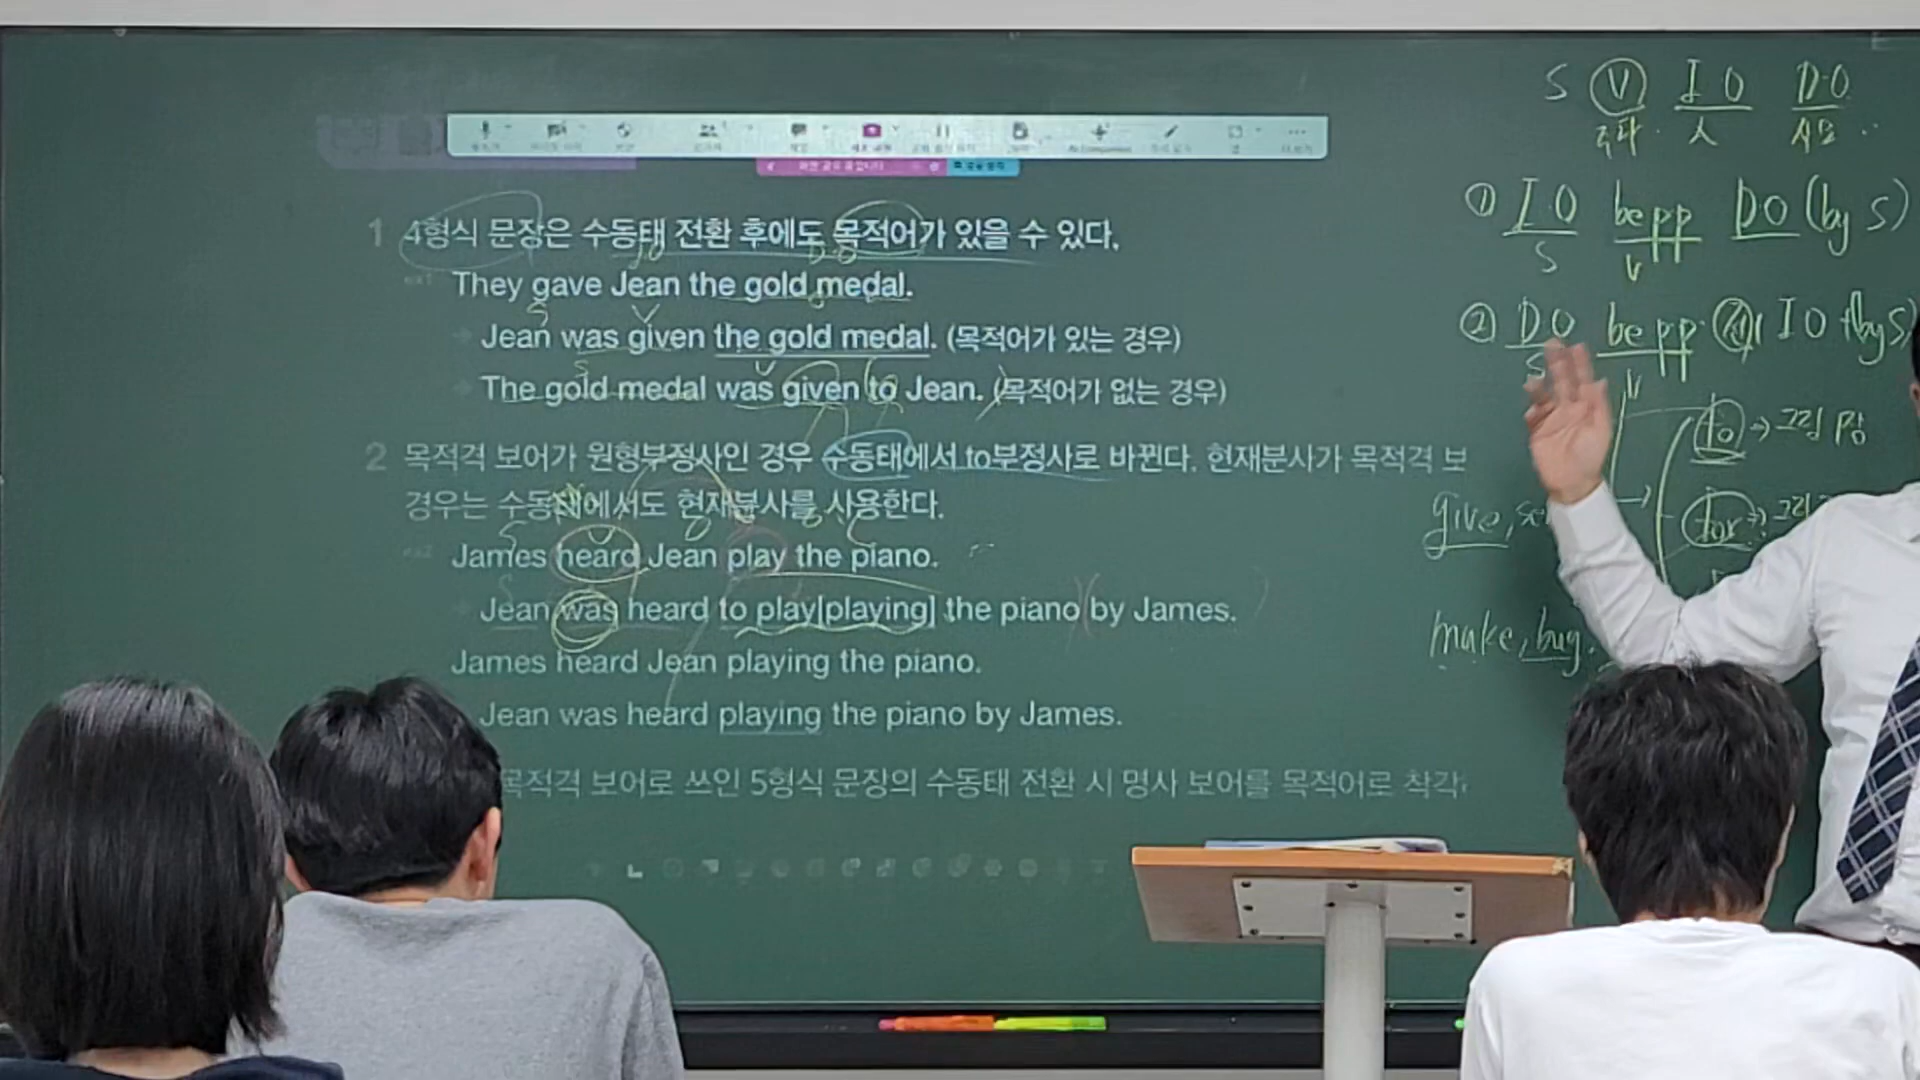 1 4형식 문장은 수동태 전환 후에도 목적어가 있을 수 있다.
They gave Jean the gold medal.
Jean was given the gold medal. (목적어가 있는 경우)
The gold medal was given to Jean. (목적어가 없는 경우)
2 목적격 보어가 원형부정사인 경우 수동태에서 to부정사로 바뀐다. 현재분사가 목적격 보
경우는 수동태에서도 현재분사를 사용한다.
James heard Jean play the piano.
Jean was heard to play[playing] the piano by James.
James heard Jean playing the piano.
Jean was heard playing the piano by James.
목적격 보어로 쓰인 5형식 문장의 수동태 전환 시 명사 보어를 목적어로 착각
S V IO DO
주다. 人 사물
① IO be pp DO (by S)
S V
② DO be pp IO + (by S)
S V
to → 그림
give,
for →
make, buy.